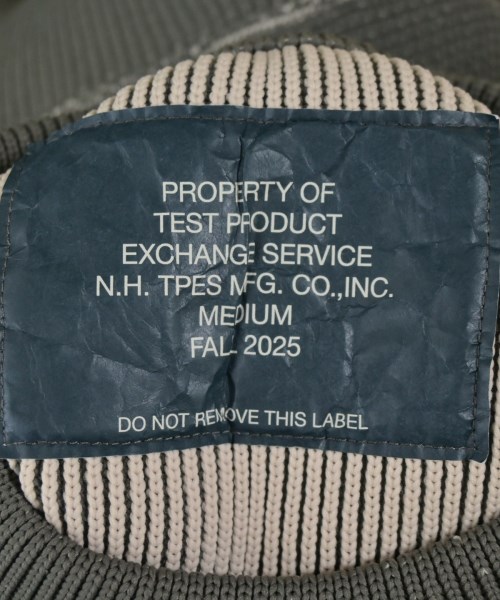 PROPERTY OF
TEST PRODUCT
EXCHANGE SERVICE
N.H. TPES MFG. CO.,INC.
MEDIUM
FALL 2025
DO NOT REMOVE THIS LABEL